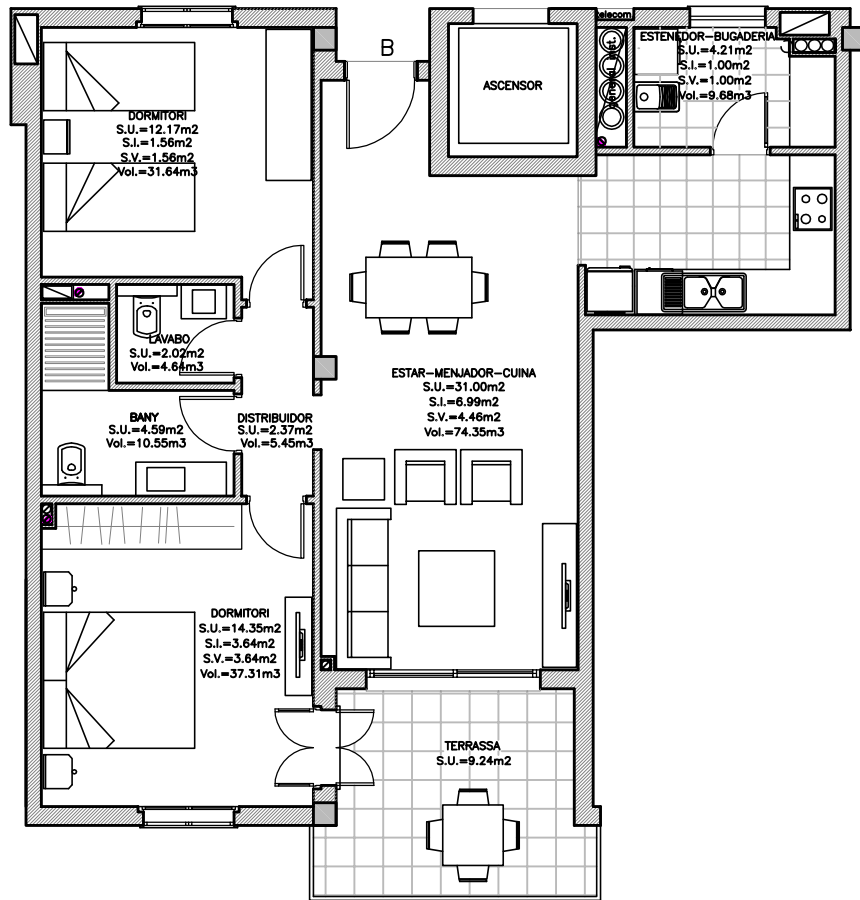 telecom.
B
general inst.
ESTENEDOR-BUGADERIA
S.U.=4.21m2
S.I.=1.00m2
S.V.=1.00m2
Vol.=9.68m3
ASCENSOR
DORMITORI
S.U.=12.17m2
S.I.=1.56m2
S.V.=1.56m2
Vol.=31.64m3
LAVABO
S.U.=2.02m2
Vol.=4.64m3
ESTAR-MENJADOR-CUINA
S.U.=31.00m2
S.I.=6.99m2
S.V.=4.46m2
Vol.=74.35m3
BANY
S.U.=4.59m2
Vol.=10.55m3
DISTRIBUIDOR
S.U.=2.37m2
Vol.=5.45m3
DORMITORI
S.U.=14.35m2
S.I.=3.64m2
S.V.=3.64m2
Vol.=37.31m3
TERRASSA
S.U.=9.24m2